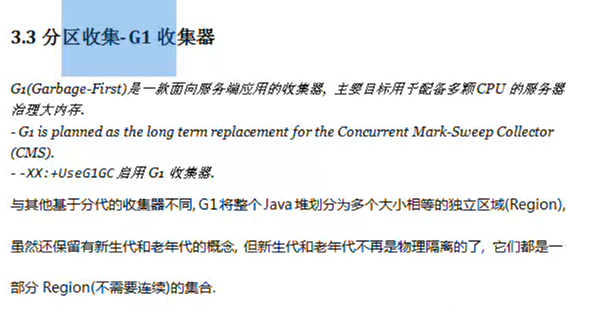 3.3 分区收集- G1 收集器
G1(Garbage-First)是一款面向服务端应用的收集器, 主要目标用于配备多颗 CPU 的服务器
治理大内存.
- G1 is planned as the long term replacement for the Concurrent Mark-Sweep Collector
(CMS).
- -XX:+UseG1GC 启用 G1 收集器.
与其他基于分代的收集器不同, G1 将整个 Java 堆划分为多个大小相等的独立区域(Region),
虽然还保留有新生代和老年代的概念, 但新生代和老年代不再是物理隔离的了, 它们都是一
部分 Region(不需要连续)的集合.